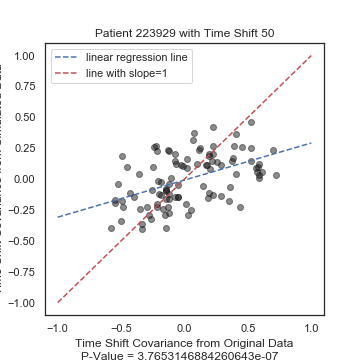 Patient 223929 with Time Shift 50
linear regression line
line with slope=1
1.00
0.75
0.50
0.25
0.00
−0.25
−0.50
−0.75
−1.00
−1.0
−0.5
0.0
0.5
1.0
Time Shift Covariance from Original Data
P-Value = 3.7653146884260643e-07